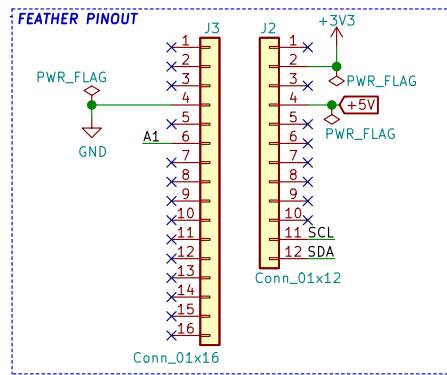 FEATHER PINOUT
J3
1
2
3
4
5
6
7
8
9
10
11
12
13
14
15
16
Conn_01x16
PWR_FLAG
GND
A1
J2
1
2
3
4
5
6
7
8
9
10
11
12
Conn_01x12
+3V3
PWR_FLAG
+5V
PWR_FLAG
SCL
SDA